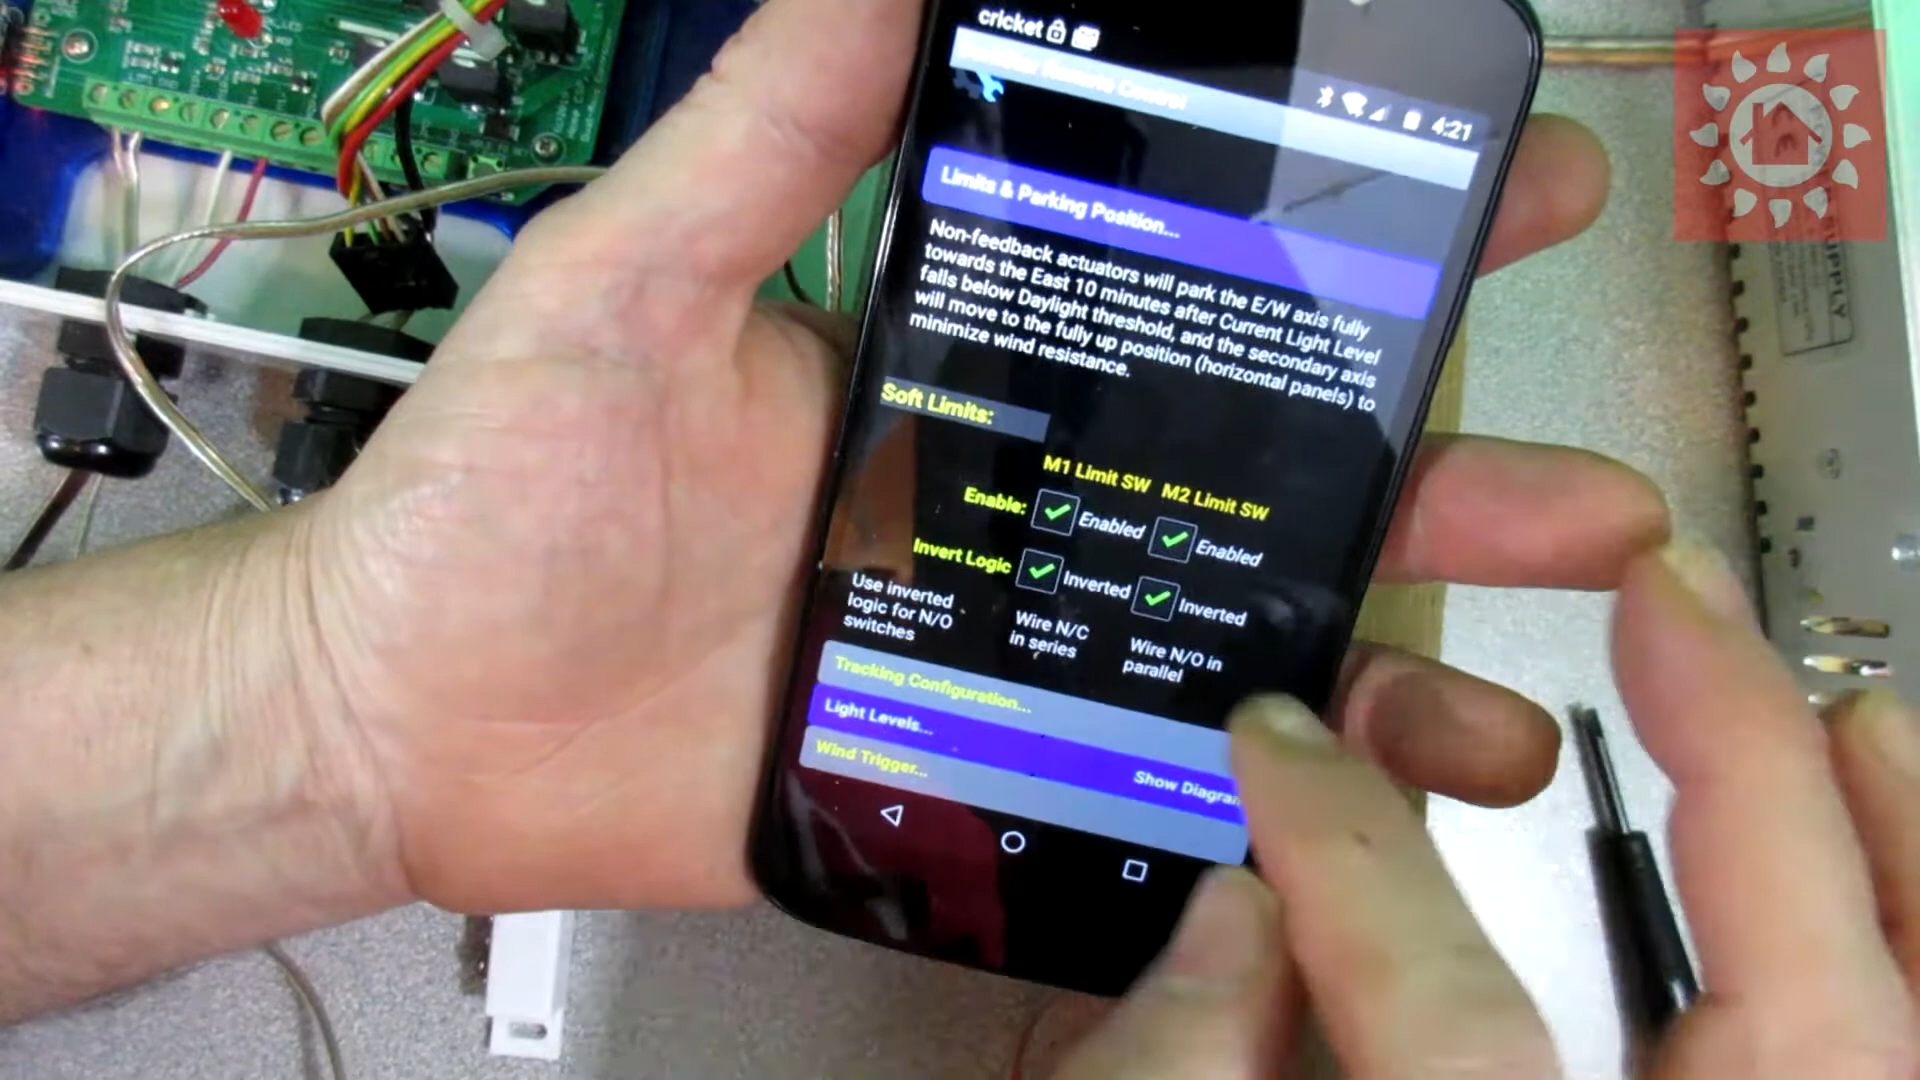 cricket
4:21
Remote Control
Limits & Parking Position...
Non-feedback actuators will park the E/W axis fully
towards the East 10 minutes after Current Light Level
falls below Daylight threshold, and the secondary axis
will move to the fully up position (horizontal panels) to
minimize wind resistance.
Soft Limits:
M1 Limit SW M2 Limit SW
Enable: Enabled Enabled
Invert Logic Inverted Inverted
Use inverted
logic for N/O
switches
Wire N/C
in series
Wire N/O in
parallel
Tracking Configuration...
Light Levels...
Show Diagram
Wind Trigger...
SUPPLY